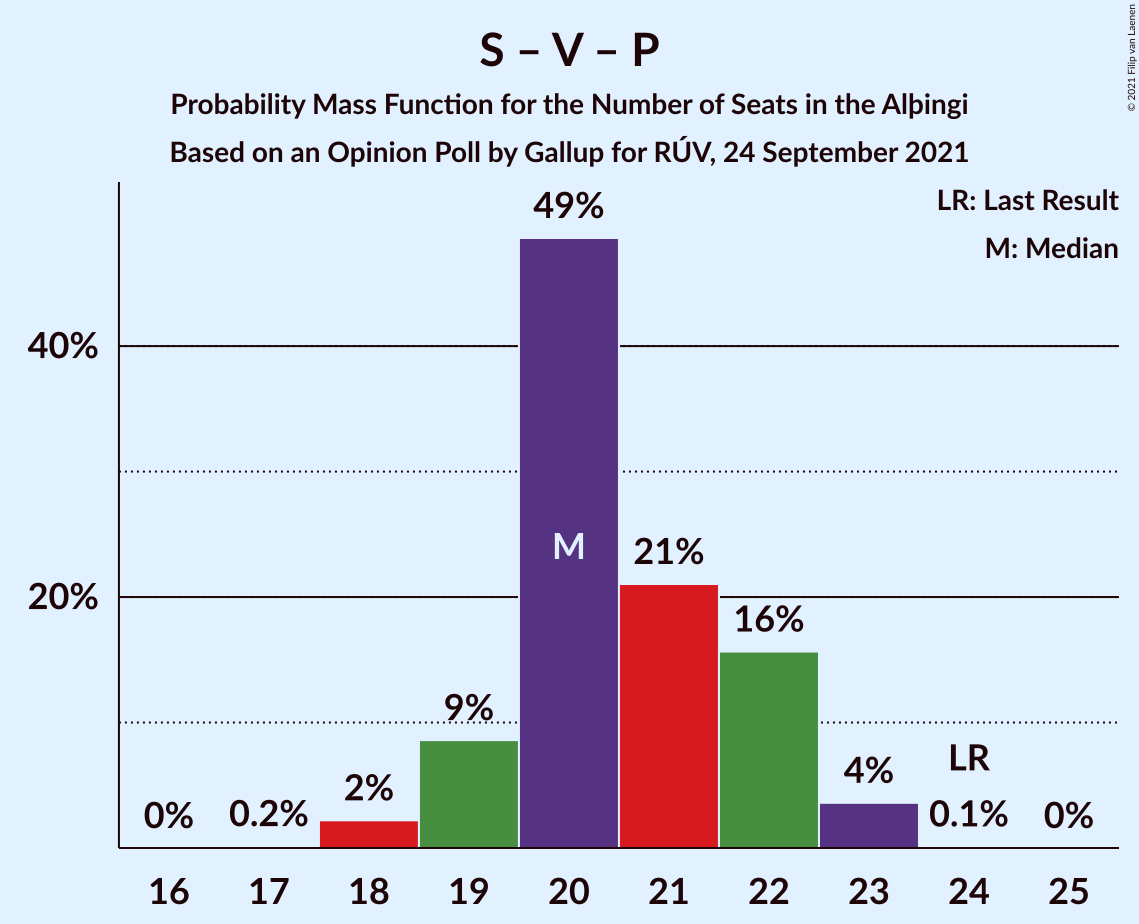 S – V – P
Probability Mass Function for the Number of Seats in the Alþingi
Based on an Opinion Poll by Gallup for RÚV, 24 September 2021
© 2021 Filip van Laenen
LR: Last Result
M: Median
49%
40%
M
21%
20%
16%
9%
LR
4%
2%
0%
0.2%
0.1%
0%
16 17 18 19 20 21 22 23 24 25